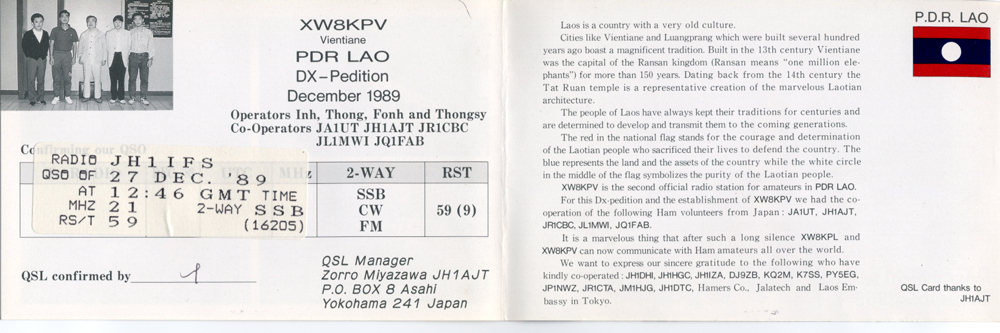 XW8KPV
Vientiane
PDR LAO
DX-Pedition
December 1989
Operators Inh, Thong, Fonh and Thongsy
Co-Operators JA1UT JH1AJT JR1CBC
JL1MWI JQ1FAB
Confirming our QSO
RADIO JH1IFS
QSO OF 27 DEC. '89
AT 12:46 GMT TIME
MHZ 21 2-WAY SSB
RS/T 59 (16205)
2-WAY RST
SSB
CW 59 (9)
FM
QSL confirmed by
QSL Manager
Zorro Miyazawa JH1AJT
P.O. BOX 8 Asahi
Yokohama 241 Japan
Laos is a country with a very old culture.
Cities like Vientiane and Luangprang which were built several hundred
years ago boast a magnificent tradition. Built in the 13th century Vientiane
was the capital of the Ransan kingdom (Ransan means "one million ele-
phants") for more than 150 years. Dating back from the 14th century the
Tat Ruan temple is a representative creation of the marvelous Laotian
architecture.
The people of Laos have always kept their traditions for centuries and
are determined to develop and transmit them to the coming generations.
The red in the national flag stands for the courage and determination
of the Laotian people who sacrificed their lives to defend the country. The
blue represents the land and the assets of the country while the white circle
in the middle of the flag symbolizes the purity of the Laotian people.
XW8KPV is the second official radio station for amateurs in PDR LAO.
For this Dx-pedition and the establishment of XW8KPV we had the co-
operation of the following Ham volunteers from Japan : JA1UT, JH1AJT,
JR1CBC, JL1MWI, JQ1FAB.
It is a marvelous thing that after such a long silence XW8KPL and
XW8KPV can now communicate with Ham amateurs all over the world.
We want to express our sincere gratitude to the following who have
kindly co-operated : JH1DHI, JH1HGC, JH1IZA, DJ9ZB, KQ2M, K7SS, PY5EG,
JP1NWZ, JR1CTA, JM1HJG, JH1DTC, Hamers Co., Jalatech and Laos Em-
bassy in Tokyo.
P.D.R. LAO
QSL Card thanks to
JH1AJT